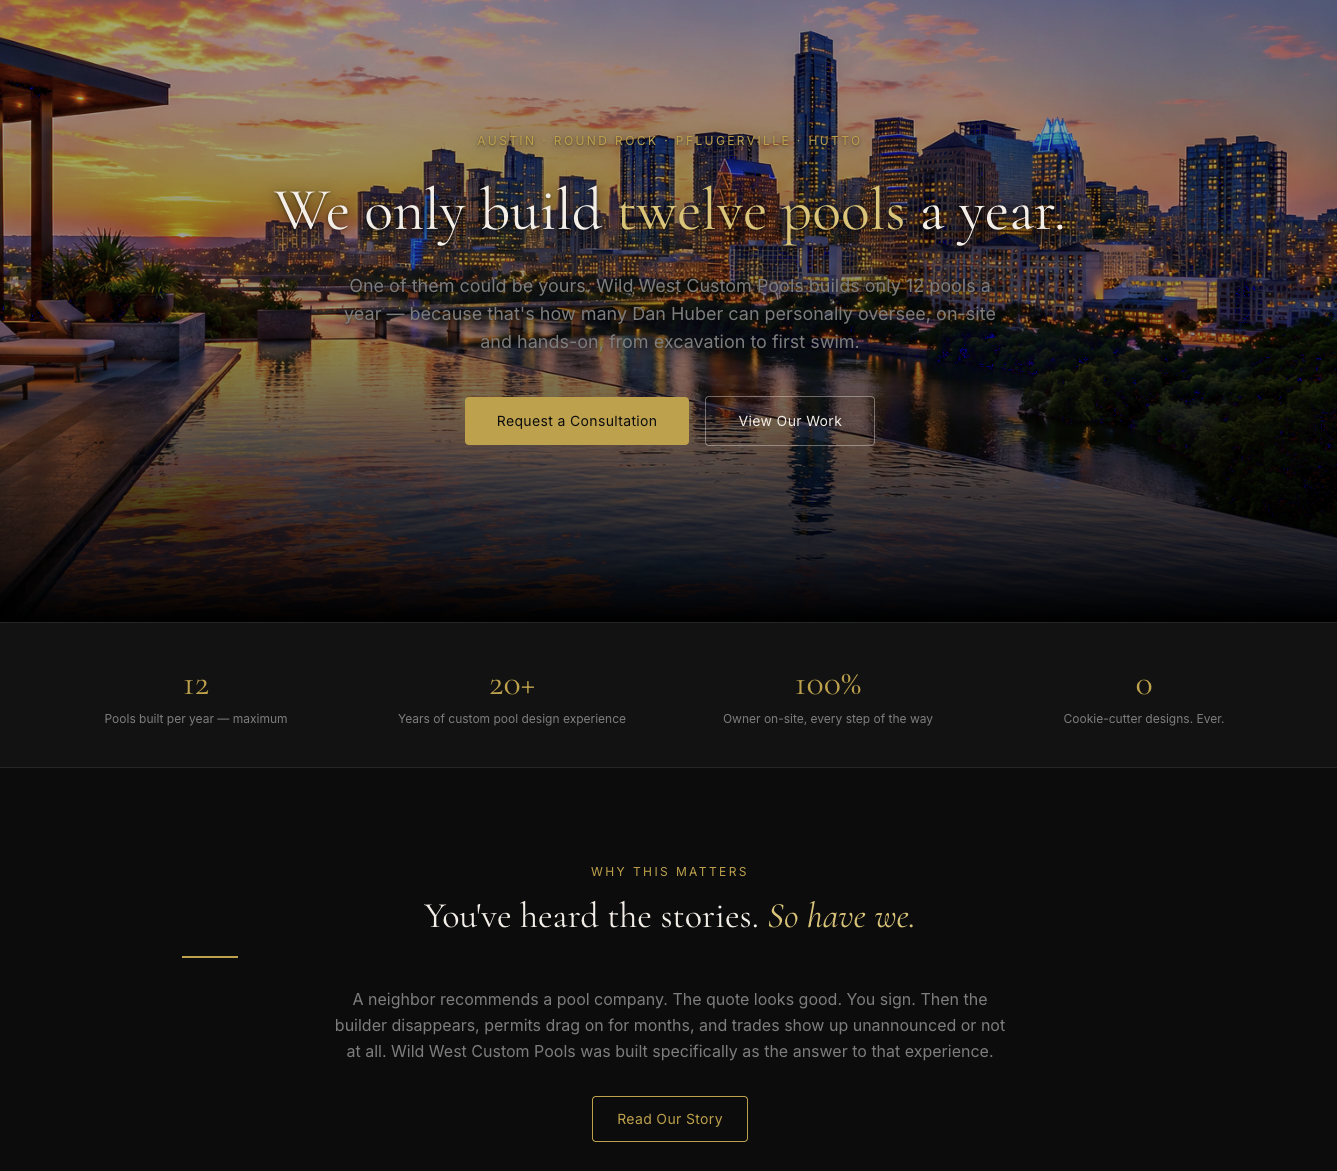 AUSTIN · ROUND ROCK · PFLUGERVILLE · HUTTO
We only build twelve pools a year.
One of them could be yours. Wild West Custom Pools builds only 12 pools a
year — because that's how many Dan Huber can personally oversee, on-site
and hands-on, from excavation to first swim.
Request a Consultation
View Our Work
12
Pools built per year — maximum
20+
Years of custom pool design experience
100%
Owner on-site, every step of the way
0
Cookie-cutter designs. Ever.
WHY THIS MATTERS
You've heard the stories. So have we.
A neighbor recommends a pool company. The quote looks good. You sign. Then the
builder disappears, permits drag on for months, and trades show up unannounced or not
at all. Wild West Custom Pools was built specifically as the answer to that experience.
Read Our Story